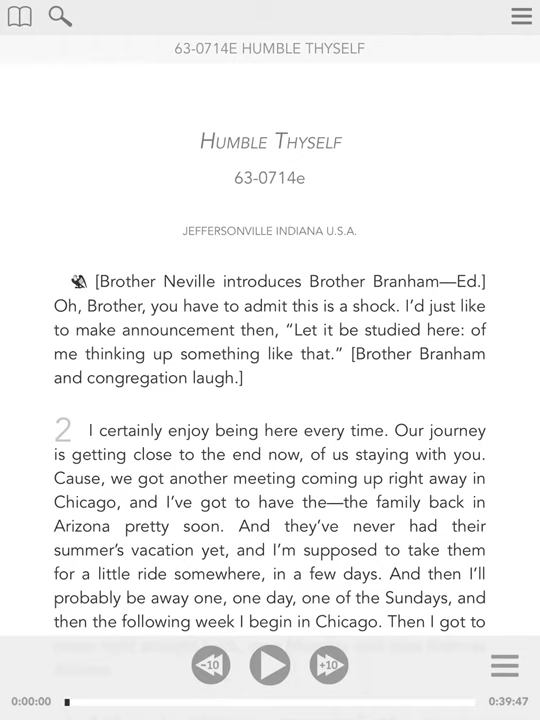 63-0714E HUMBLE THYSELF
HUMBLE THYSELF
63-0714e
JEFFERSONVILLE INDIANA U.S.A.
[Brother Neville introduces Brother Branham—Ed.]
Oh, Brother, you have to admit this is a shock. I’d just like
to make announcement then, “Let it be studied here: of
me thinking up something like that.” [Brother Branham
and congregation laugh.]
2 I certainly enjoy being here every time. Our journey
is getting close to the end now, of us staying with you.
Cause, we got another meeting coming up right away in
Chicago, and I’ve got to have the—the family back in
Arizona pretty soon. And they’ve never had their
summer’s vacation yet, and I’m supposed to take them
for a little ride somewhere, in a few days. And then I’ll
probably be away one, one day, one of the Sundays, and
then the following week I begin in Chicago. Then I got to
-10 +10
0:00:00 0:39:47